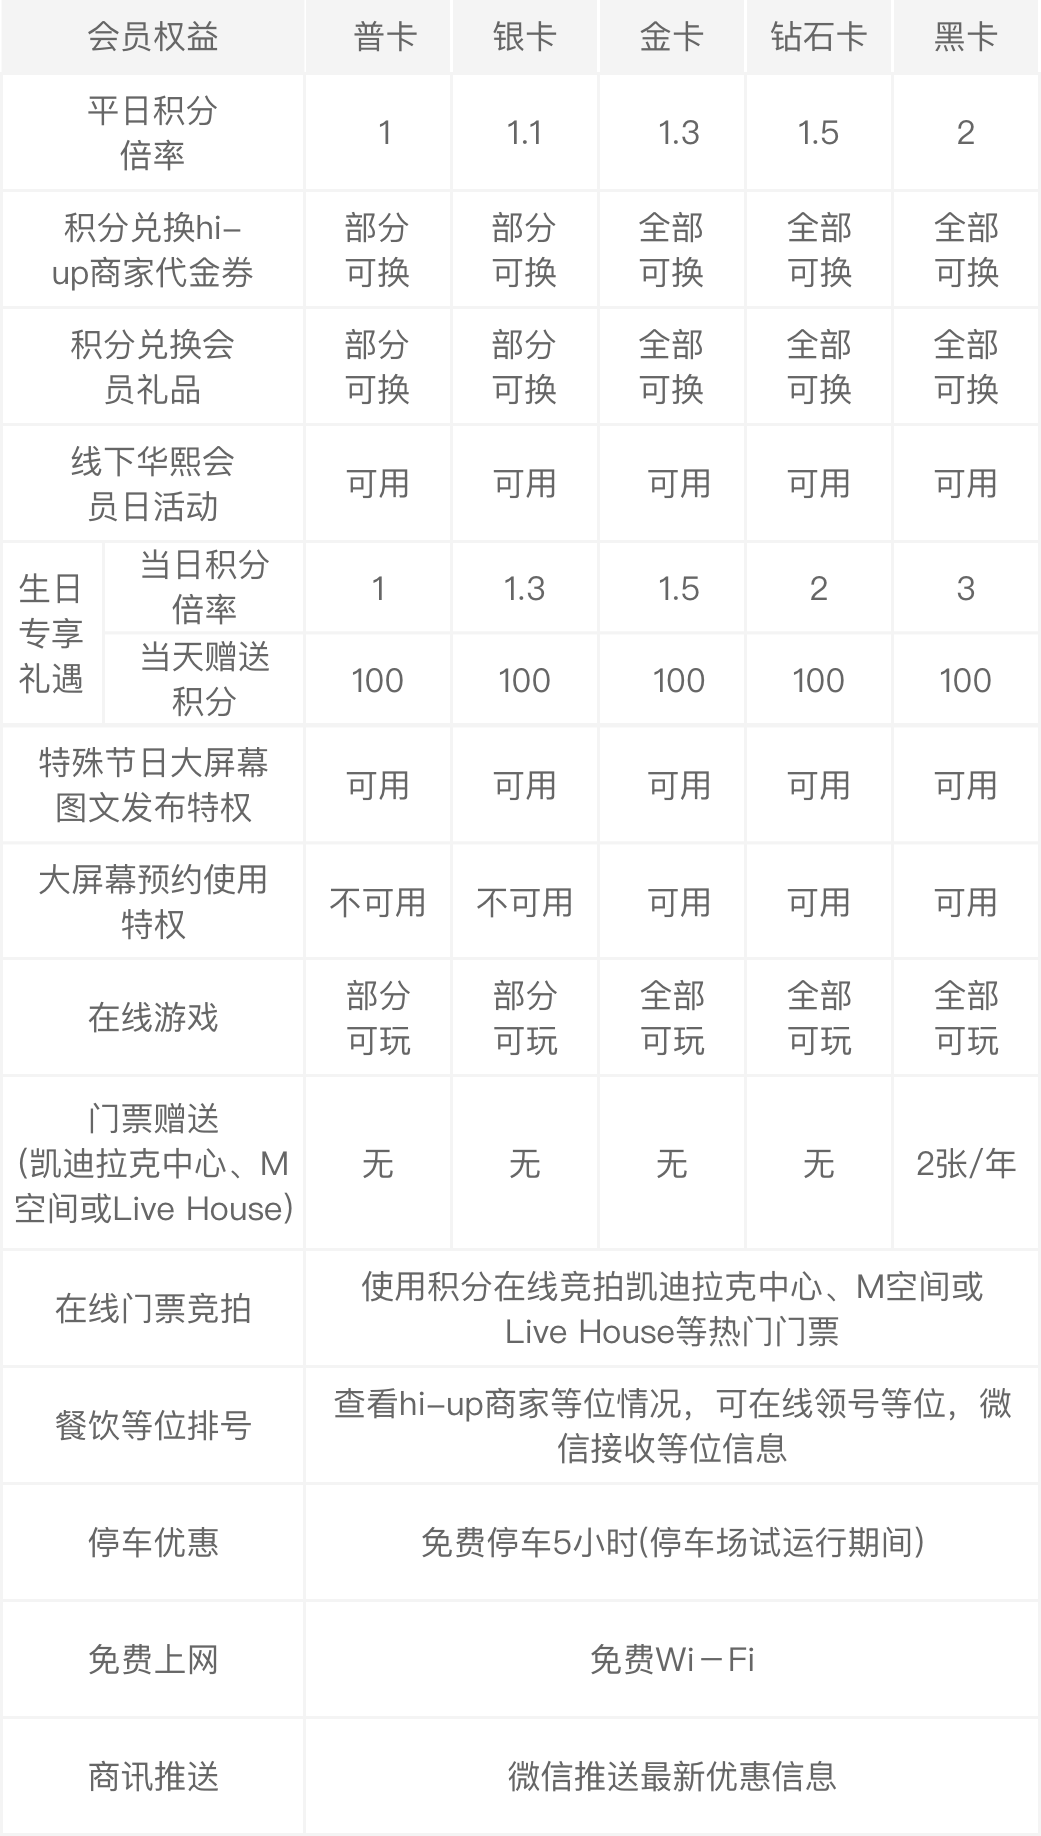 会员权益 普卡 银卡 金卡 钻石卡 黑卡
平日积分
倍率
1 1.1 1.3 1.5 2
积分兑换hi-
up商家代金券
部分 部分 全部 全部 全部
可换 可换 可换 可换 可换
积分兑换会
员礼品
部分 部分 全部 全部 全部
可换 可换 可换 可换 可换
线下华熙会
员日活动
可用 可用 可用 可用 可用
生日
专享
礼遇
当日积分
倍率
1 1.3 1.5 2 3
当天赠送
积分
100 100 100 100 100
特殊节日大屏幕
图文发布特权
可用 可用 可用 可用 可用
大屏幕预约使用
特权
不可用 不可用 可用 可用 可用
在线游戏
部分 部分 全部 全部 全部
可玩 可玩 可玩 可玩 可玩
门票赠送
(凯迪拉克中心、M
空间或Live House)
无 无 无 无 2张/年
在线门票竞拍
使用积分在线竞拍凯迪拉克中心、M空间或
Live House等热门门票
餐饮等位排号
查看hi-up商家等位情况，可在线领号等位，微
信接收等位信息
停车优惠
免费停车5小时(停车场试运行期间)
免费上网
免费Wi-Fi
商讯推送
微信推送最新优惠信息